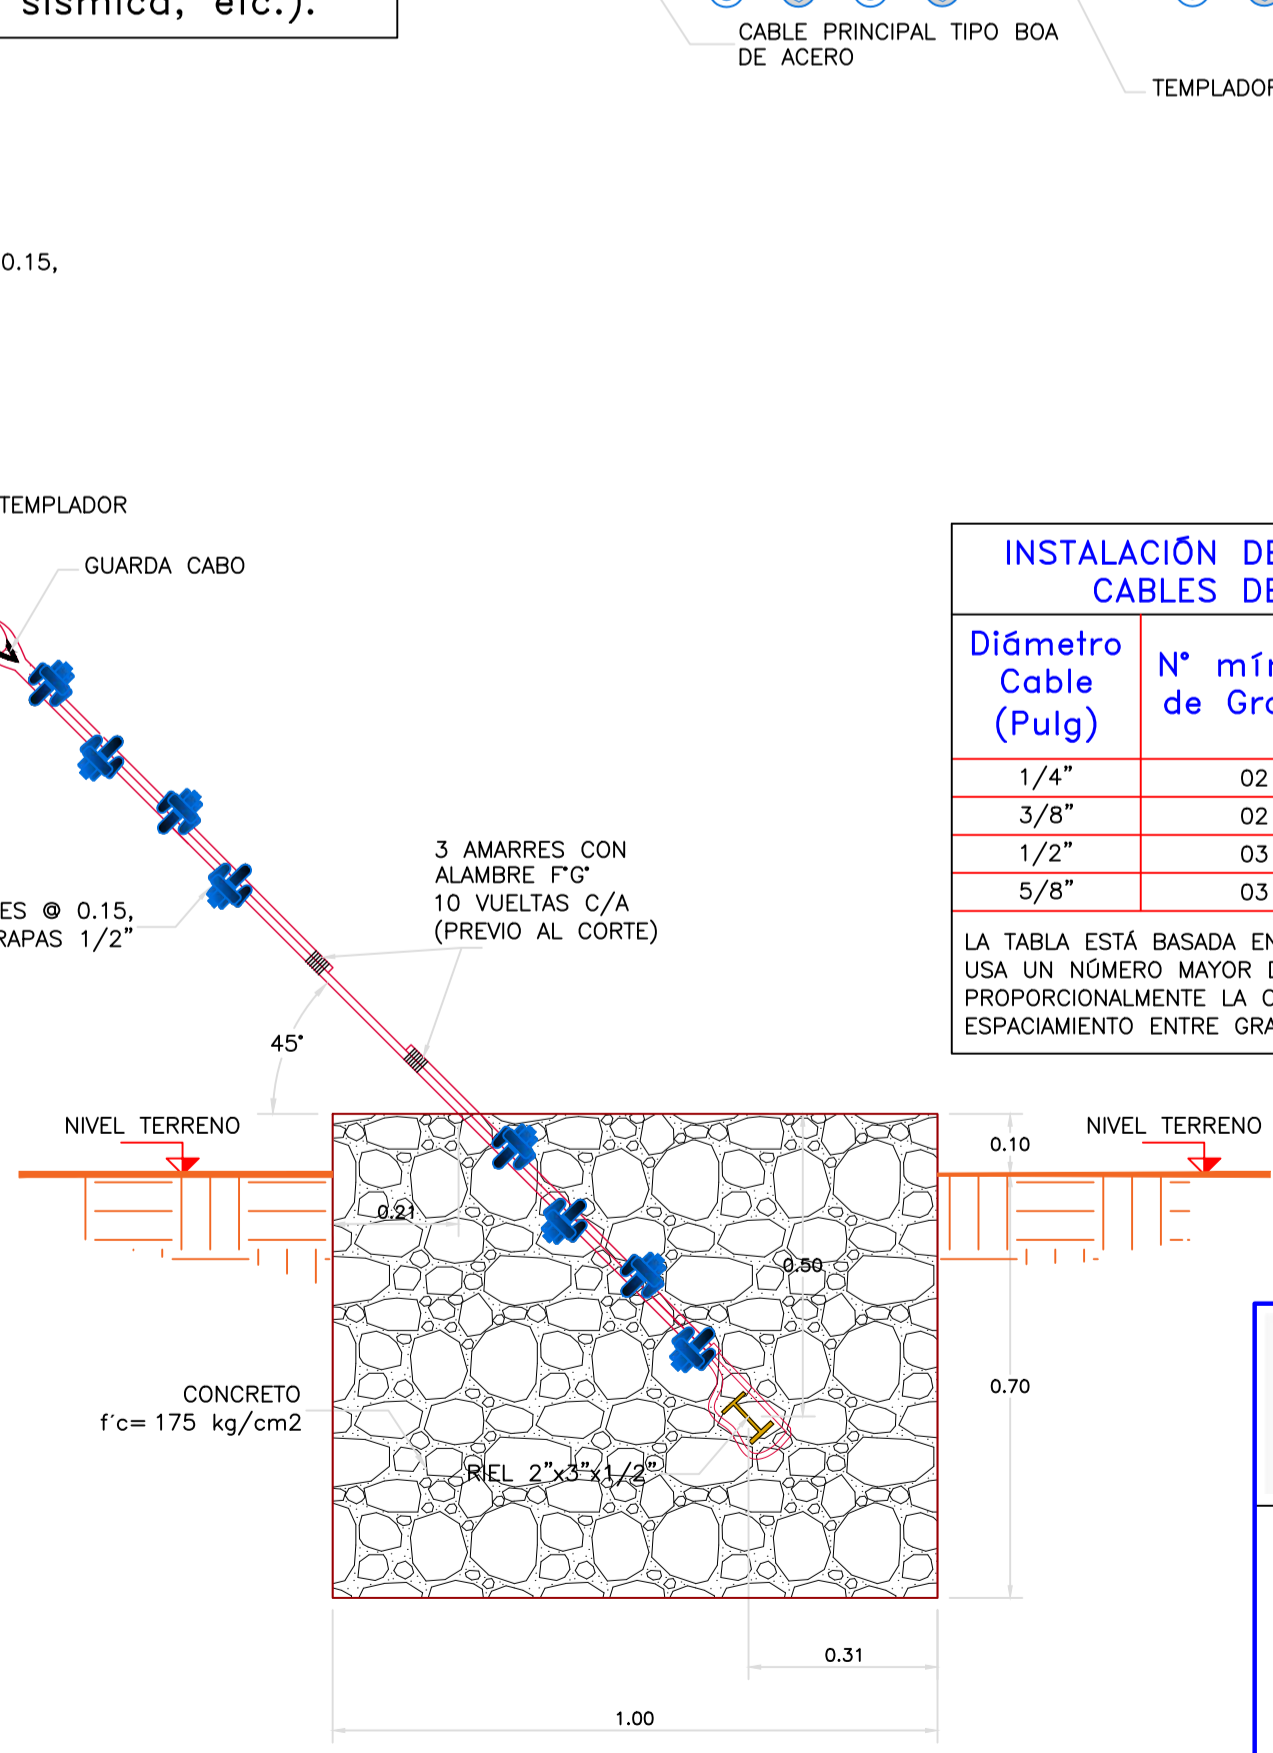 sísmica, etc.).
CABLE PRINCIPAL TIPO BOA
DE ACERO
TEMPLADOR
0.15,
TEMPLADOR
GUARDA CABO
INSTALACIÓN DE
CABLES DE
Diámetro
Cable
(Pulg)
N° mín
de Gra
1/4" 02
3/8" 02
1/2" 03
5/8" 03
LA TABLA ESTÁ BASADA EN
USA UN NÚMERO MAYOR D
PROPORCIONALMENTE LA C
ESPACIAMIENTO ENTRE GRA
3 AMARRES CON
ALAMBRE F°G°
10 VUELTAS C/A
(PREVIO AL CORTE)
ES @ 0.15,
RAPAS 1/2"
45°
NIVEL TERRENO
0.10
NIVEL TERRENO
0.21
0.50
CONCRETO
f´c= 175 kg/cm2
0.70
RIEL 2"x3"x1/2"
0.31
1.00